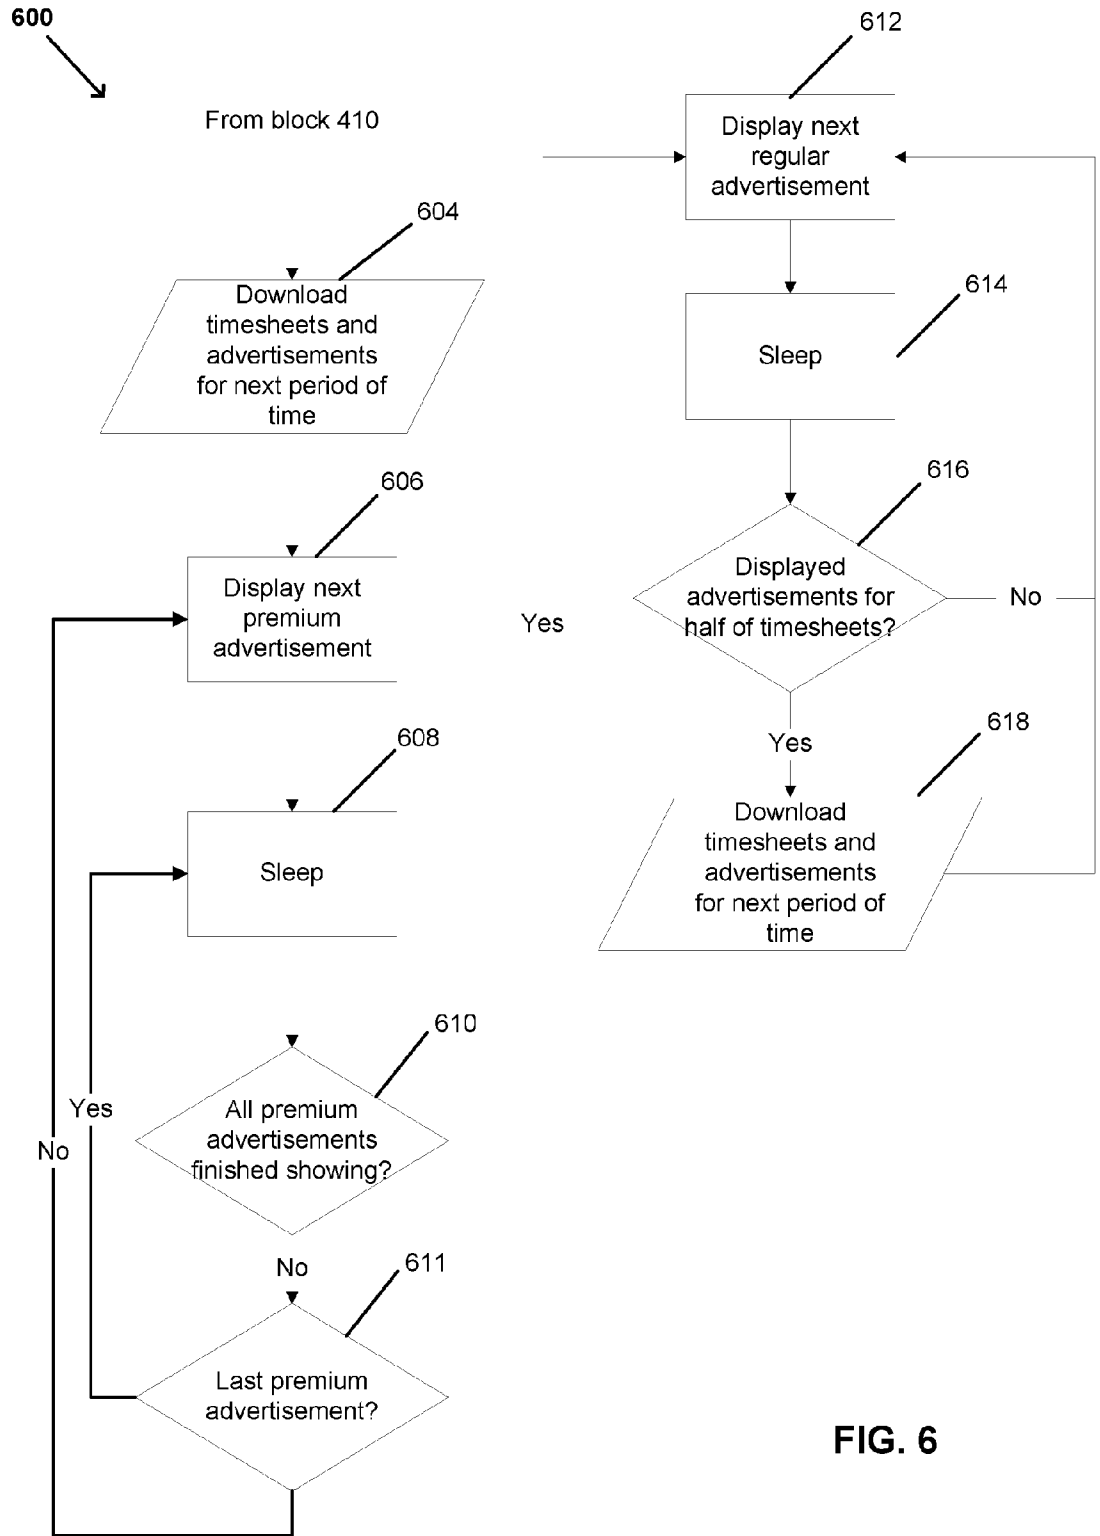 600
From block 410
604
Download
timesheets and
advertisements
for next period of
time
606
Display next
premium
advertisement
608
Sleep
610
All premium
advertisements
finished showing?
Yes
No
No
611
Last premium
advertisement?
Yes
612
Display next
regular
advertisement
614
Sleep
616
Displayed
advertisements for
half of timesheets?
No
Yes
618
Download
timesheets and
advertisements
for next period of
time
FIG. 6